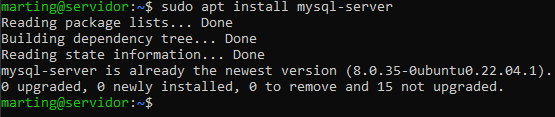 marting@servidor:~$ sudo apt install mysql-server
Reading package lists... Done
Building dependency tree... Done
Reading state information... Done
mysql-server is already the newest version (8.0.35-0ubuntu0.22.04.1).
0 upgraded, 0 newly installed, 0 to remove and 15 not upgraded.
marting@servidor:~$